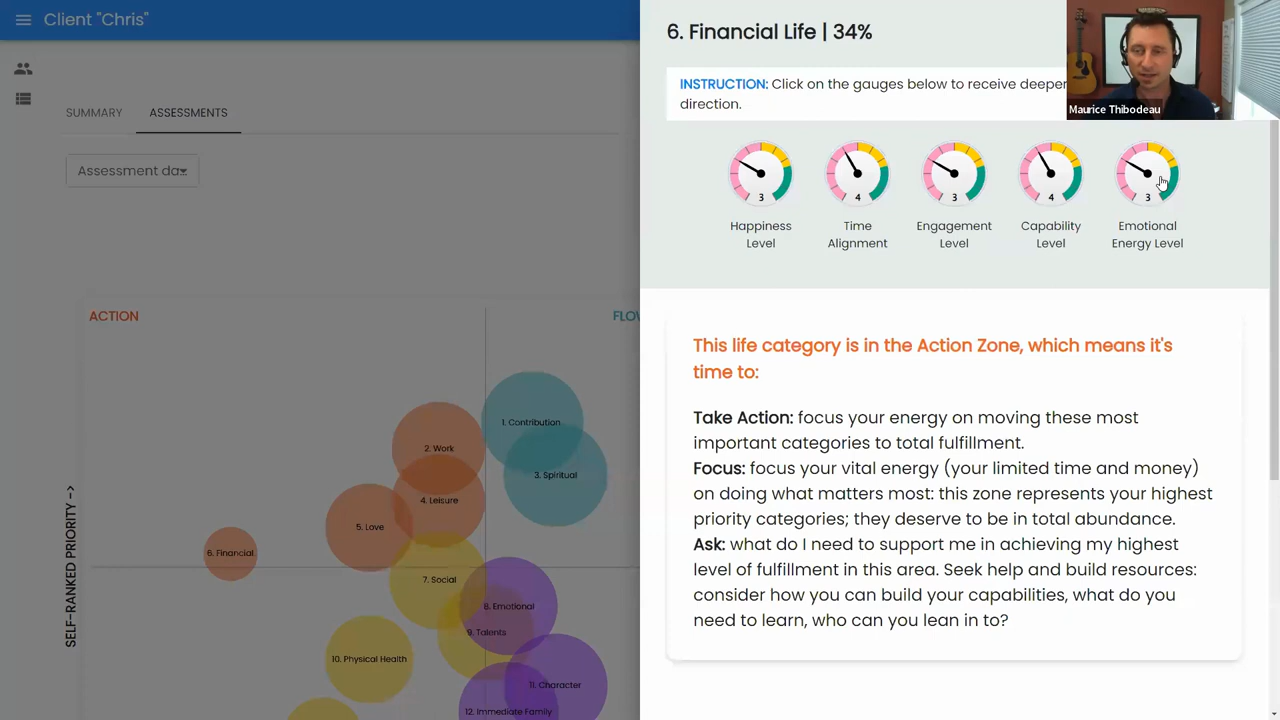 Client "Chris"
SUMMARY
ASSESSMENTS
Assessment da
ACTION
FLO
SELF-RANKED PRIORITY ->
1. Contribution
2. Work
3. Spiritual
4. Leisure
5. Love
6. Financial
7. Social
8. Emotional
9. Talents
10. Physical Health
11. Character
12. Immediate Family
6. Financial Life | 34%
INSTRUCTION: Click on the gauges below to receive deeper
direction.
Maurice Thibodeau
3
4
3
4
3
Happiness
Level
Time
Alignment
Engagement
Level
Capability
Level
Emotional
Energy Level
This life category is in the Action Zone, which means it's
time to:
Take Action: focus your energy on moving these most
important categories to total fulfillment.
Focus: focus your vital energy (your limited time and money)
on doing what matters most: this zone represents your highest
priority categories; they deserve to be in total abundance.
Ask: what do I need to support me in achieving my highest
level of fulfillment in this area. Seek help and build resources:
consider how you can build your capabilities, what do you
need to learn, who can you lean in to?